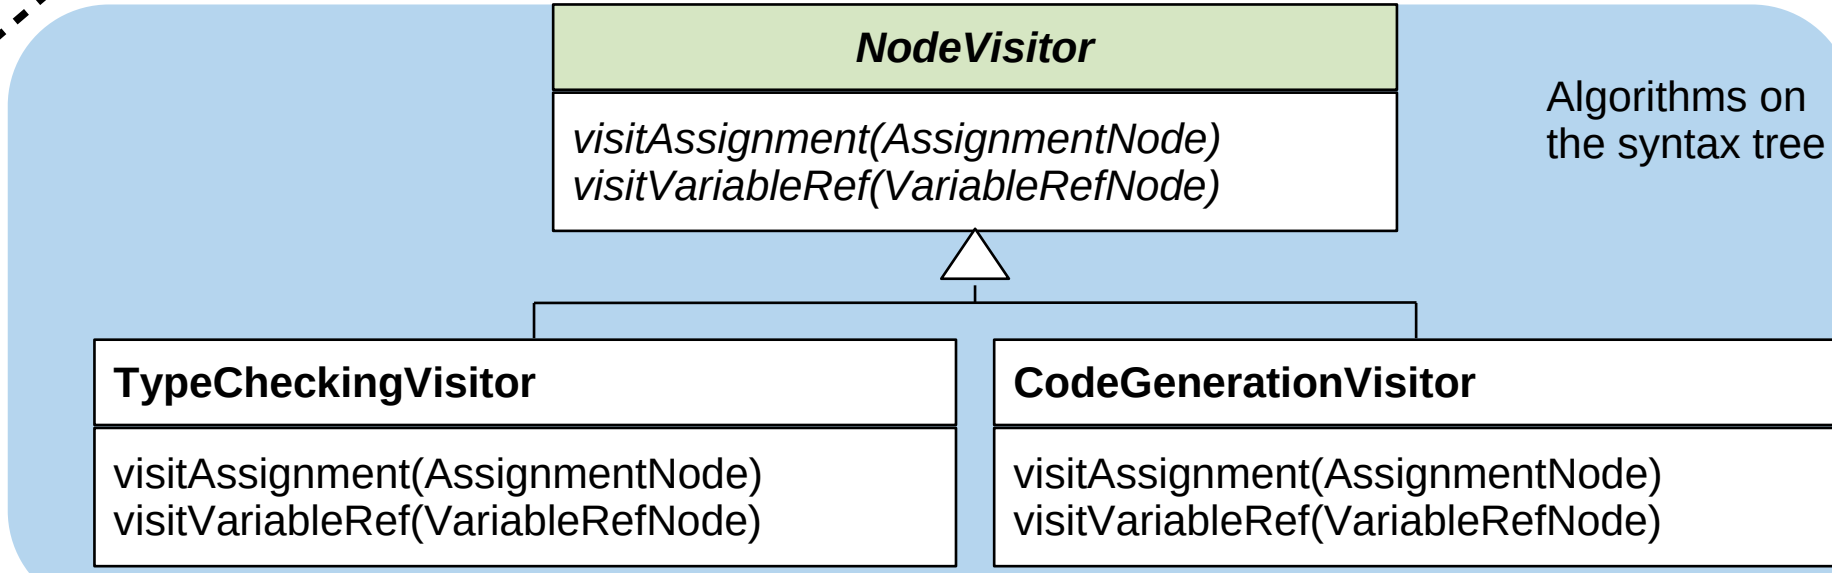 NodeVisitor
visitAssignment(AssignmentNode)
visitVariableRef(VariableRefNode)
Algorithms on
the syntax tree
TypeCheckingVisitor
visitAssignment(AssignmentNode)
visitVariableRef(VariableRefNode)
CodeGenerationVisitor
visitAssignment(AssignmentNode)
visitVariableRef(VariableRefNode)